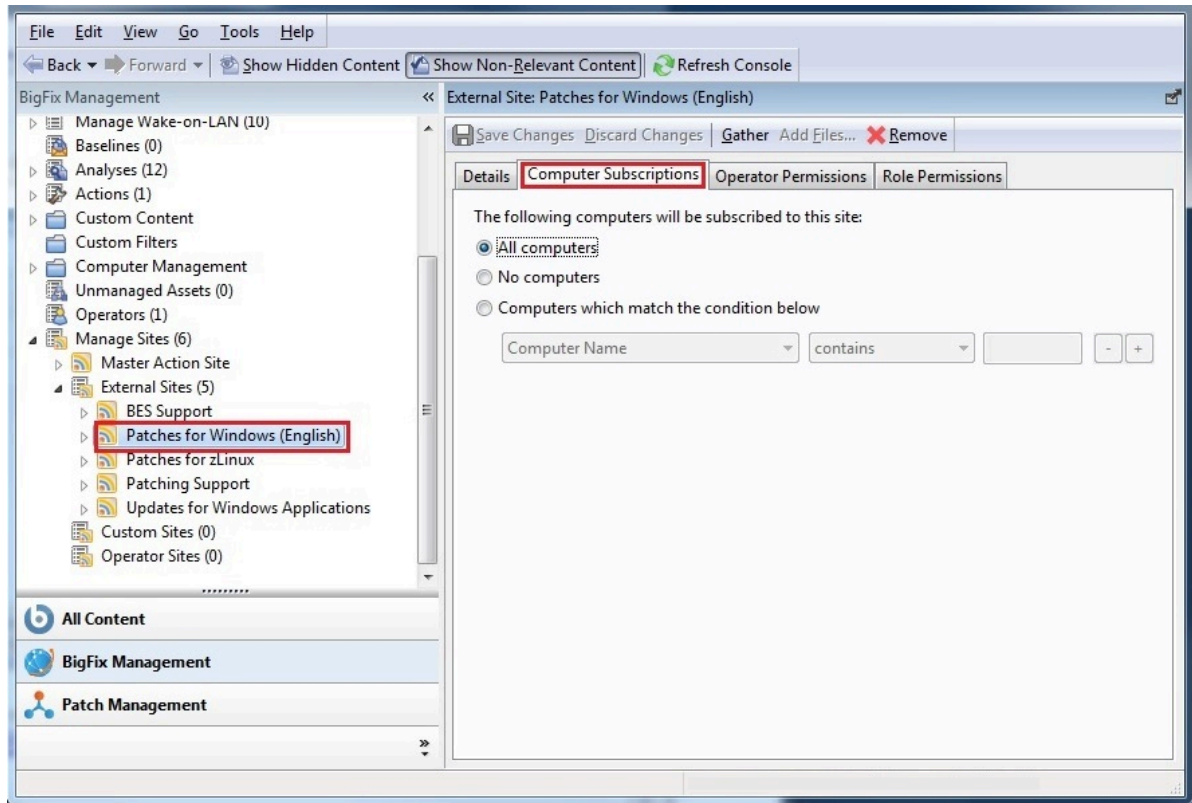 File Edit View Go Tools Help
Back Forward Show Hidden Content Show Non-Relevant Content Refresh Console
BigFix Management «
Manage Wake-on-LAN (10)
Baselines (0)
Analyses (12)
Actions (1)
Custom Content
Custom Filters
Computer Management
Unmanaged Assets (0)
Operators (1)
Manage Sites (6)
Master Action Site
External Sites (5)
BES Support
Patches for Windows (English)
Patches for zLinux
Patching Support
Updates for Windows Applications
Custom Sites (0)
Operator Sites (0)
All Content
BigFix Management
Patch Management
»
External Site: Patches for Windows (English)
Save Changes Discard Changes Gather Add Files... Remove
Details Computer Subscriptions Operator Permissions Role Permissions
The following computers will be subscribed to this site:
All computers
No computers
Computers which match the condition below
Computer Name contains - +